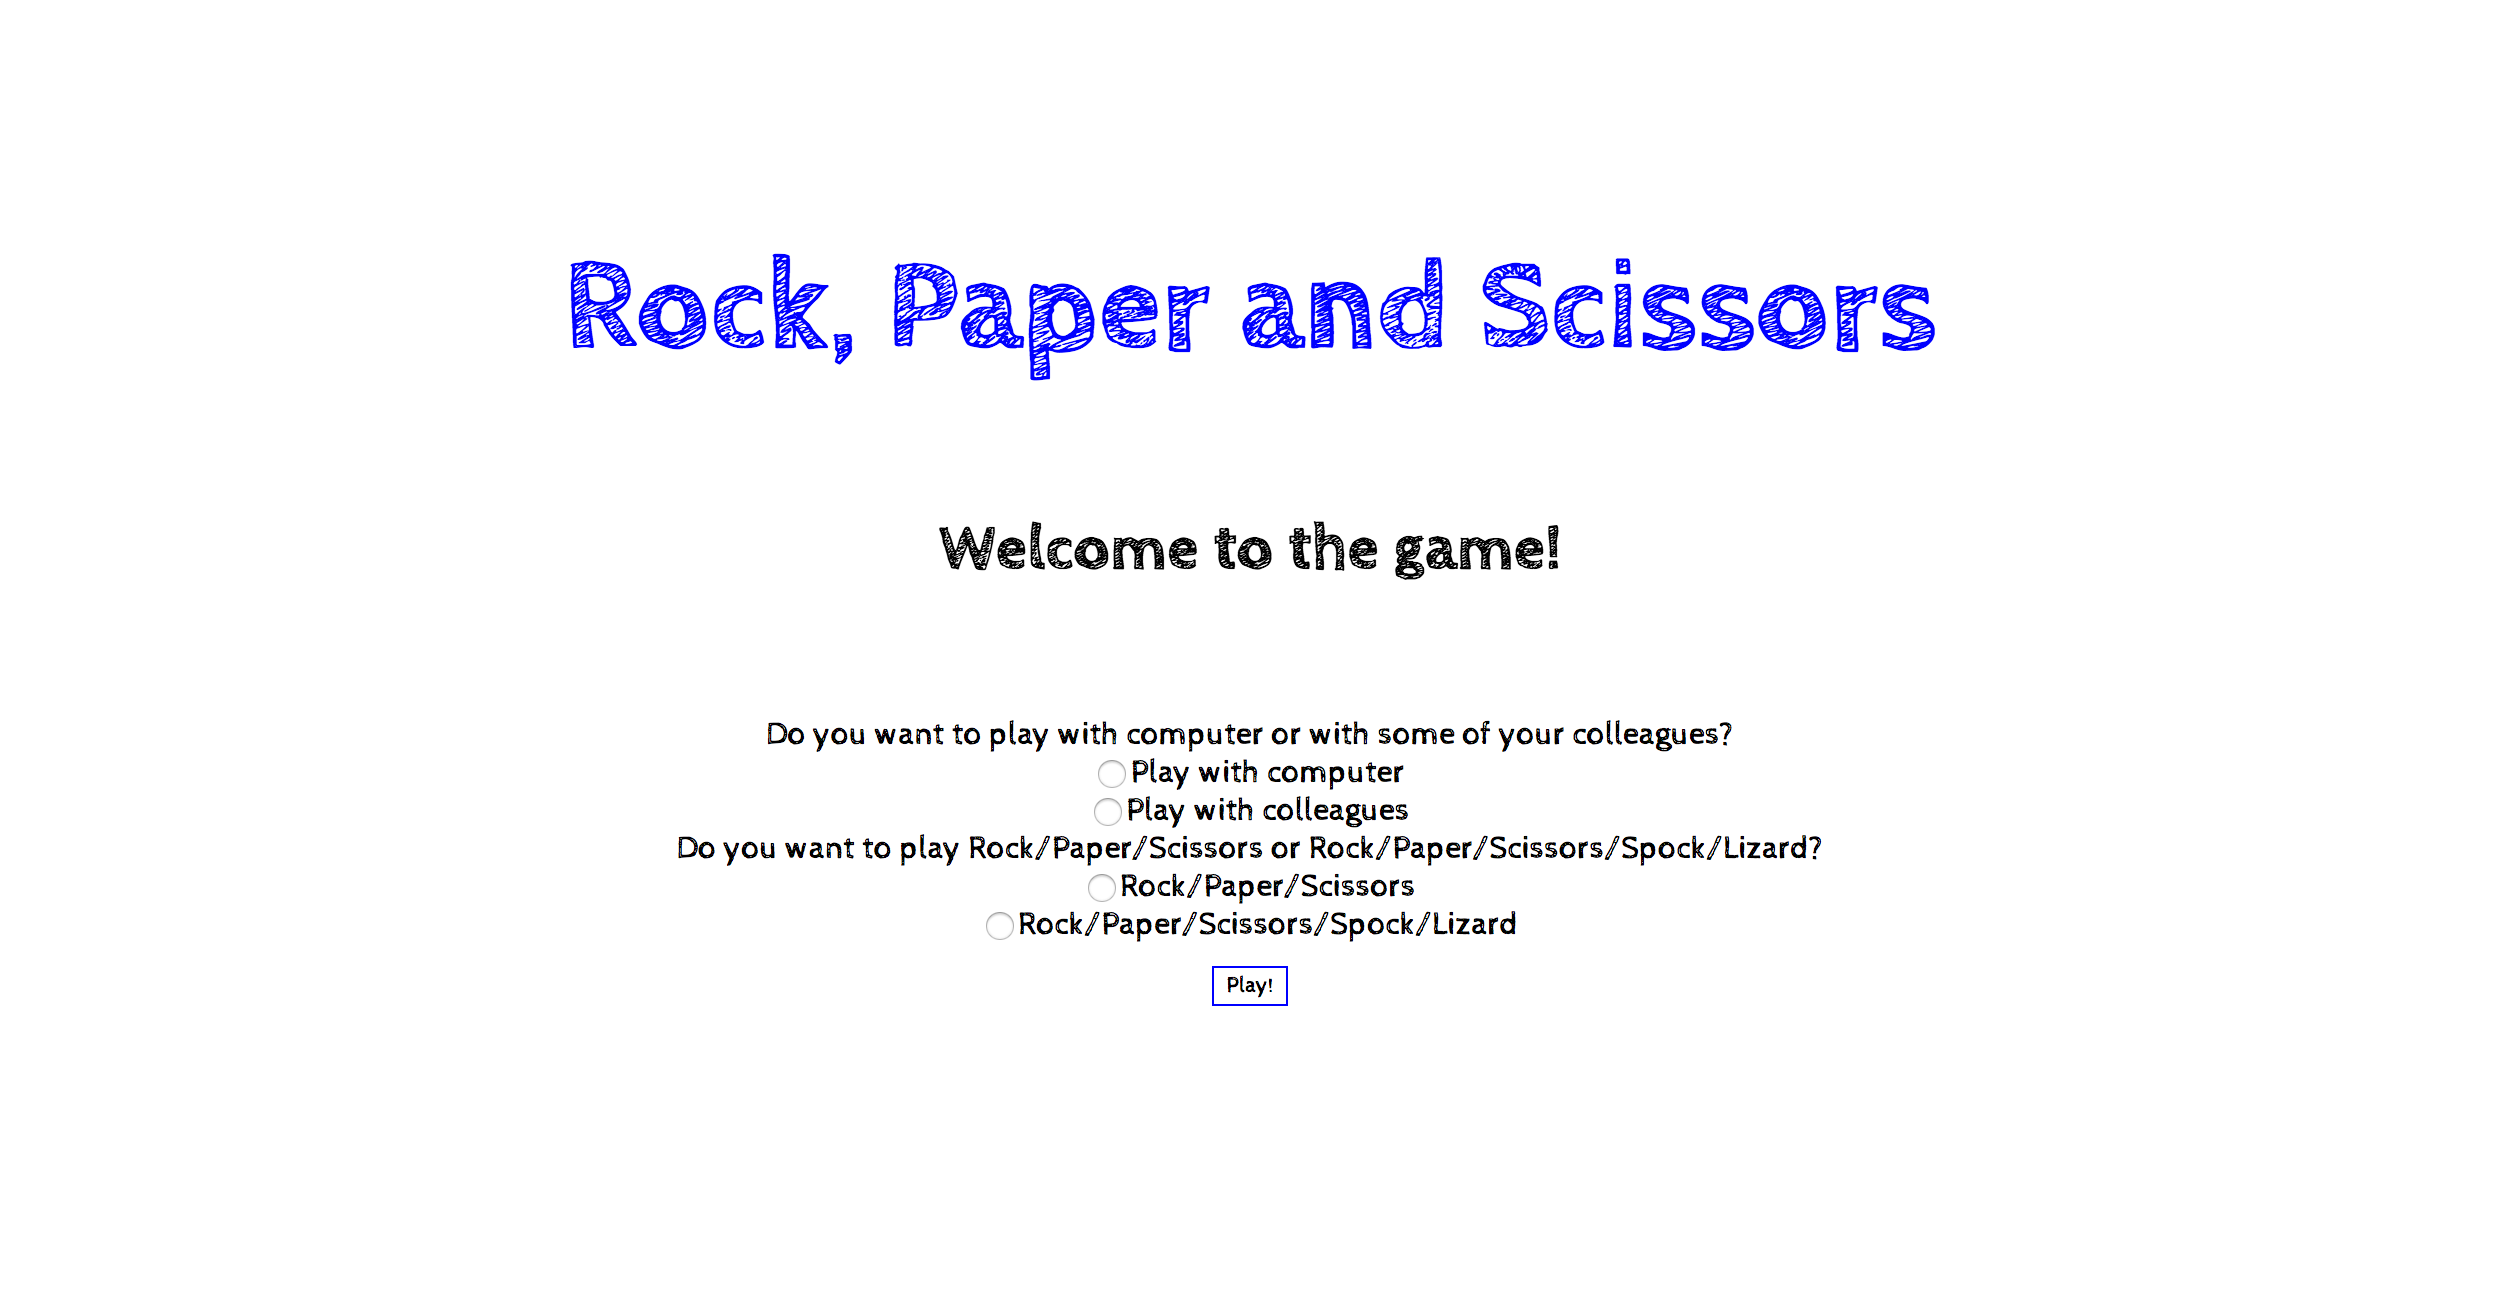 Rock, Paper and Scissors
Welcome to the game!
Do you want to play with computer or with some of your colleagues?
Play with computer
Play with colleagues
Do you want to play Rock/Paper/Scissors or Rock/Paper/Scissors/Spock/Lizard?
Rock/Paper/Scissors
Rock/Paper/Scissors/Spock/Lizard
Play!